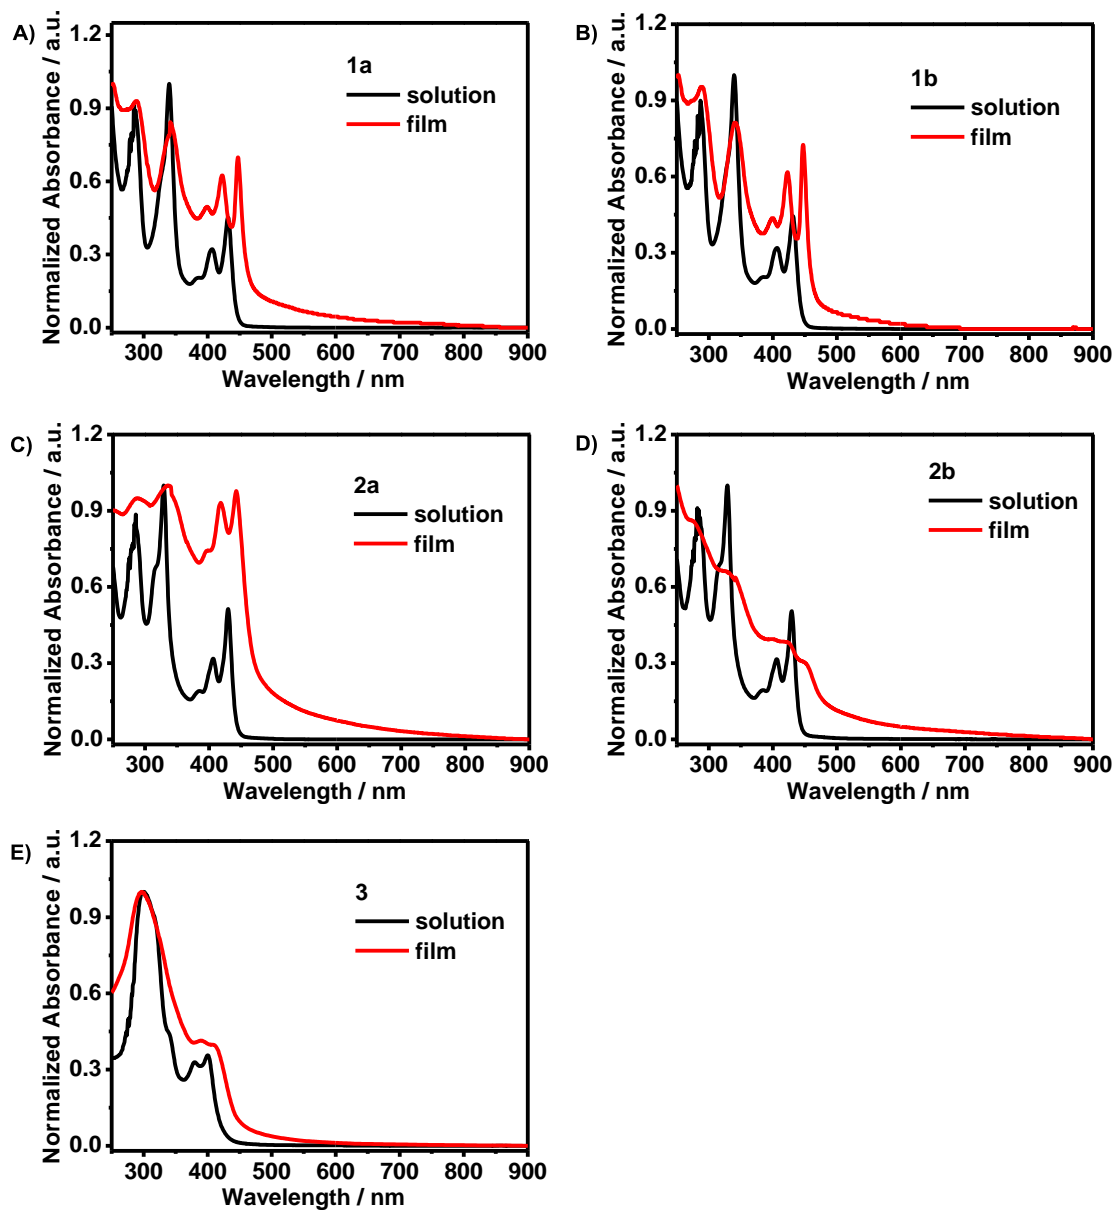 A)
Normalized Absorbance / a.u.
1.2
0.9
0.6
0.3
0.0
1a
solution
film
300 400 500 600 700 800 900
Wavelength / nm
B)
Normalized Absorbance / a.u.
1.2
0.9
0.6
0.3
0.0
1b
solution
film
300 400 500 600 700 800 900
Wavelength / nm
C)
Normalized Absorbance / a.u.
1.2
0.9
0.6
0.3
0.0
2a
solution
film
300 400 500 600 700 800 900
Wavelength / nm
D)
Normalized Absorbance / a.u.
1.2
0.9
0.6
0.3
0.0
2b
solution
film
300 400 500 600 700 800 900
Wavelength / nm
E)
Normalized Absorbance / a.u.
1.2
0.9
0.6
0.3
0.0
3
solution
film
300 400 500 600 700 800 900
Wavelength / nm